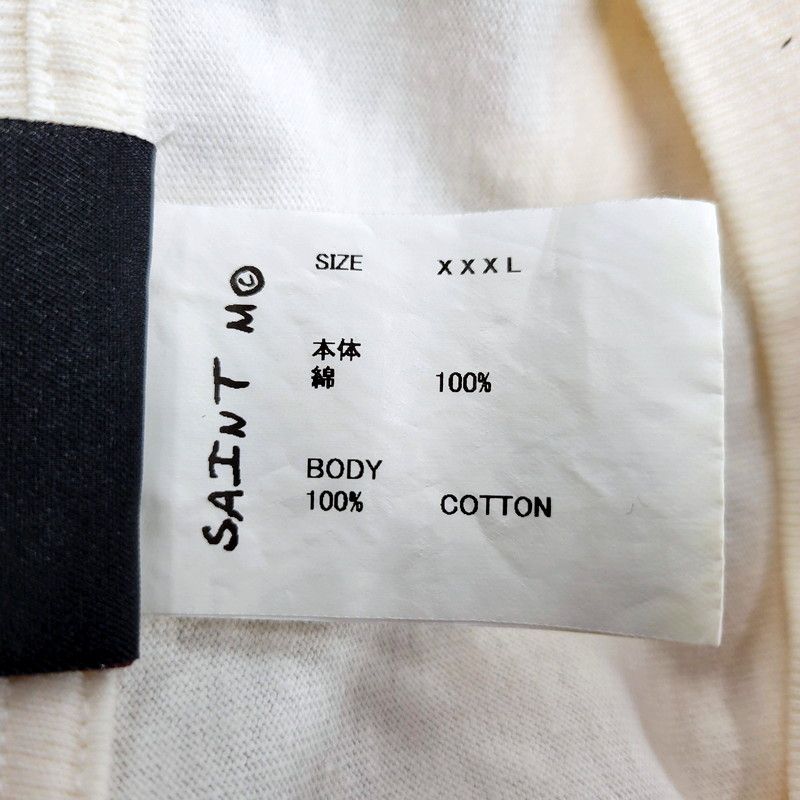 SAINT M©
SIZE XXXL
本体
綿 100%
BODY
100% COTTON